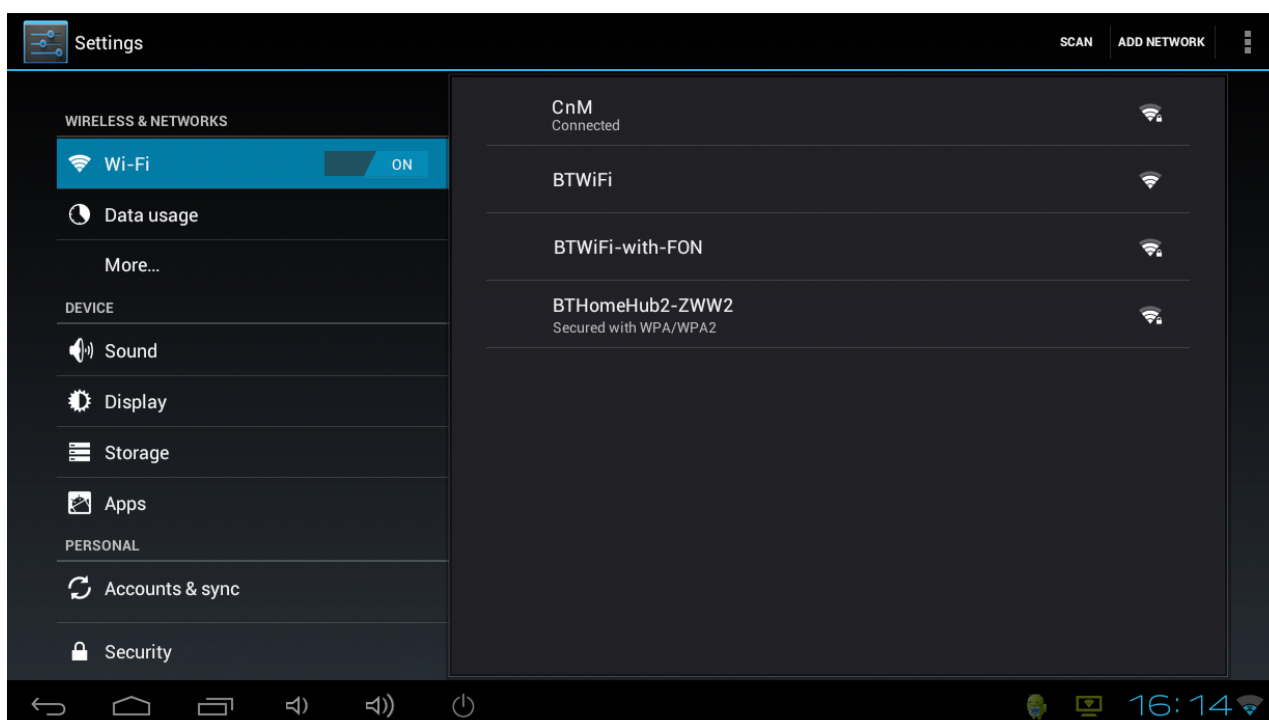 Settings
SCAN
ADD NETWORK
WIRELESS & NETWORKS
Wi-Fi
ON
Data usage
More...
DEVICE
Sound
Display
Storage
Apps
PERSONAL
Accounts & sync
Security
CnM
Connected
BTWiFi
BTWiFi-with-FON
BTHomeHub2-ZWW2
Secured with WPA/WPA2
16:14